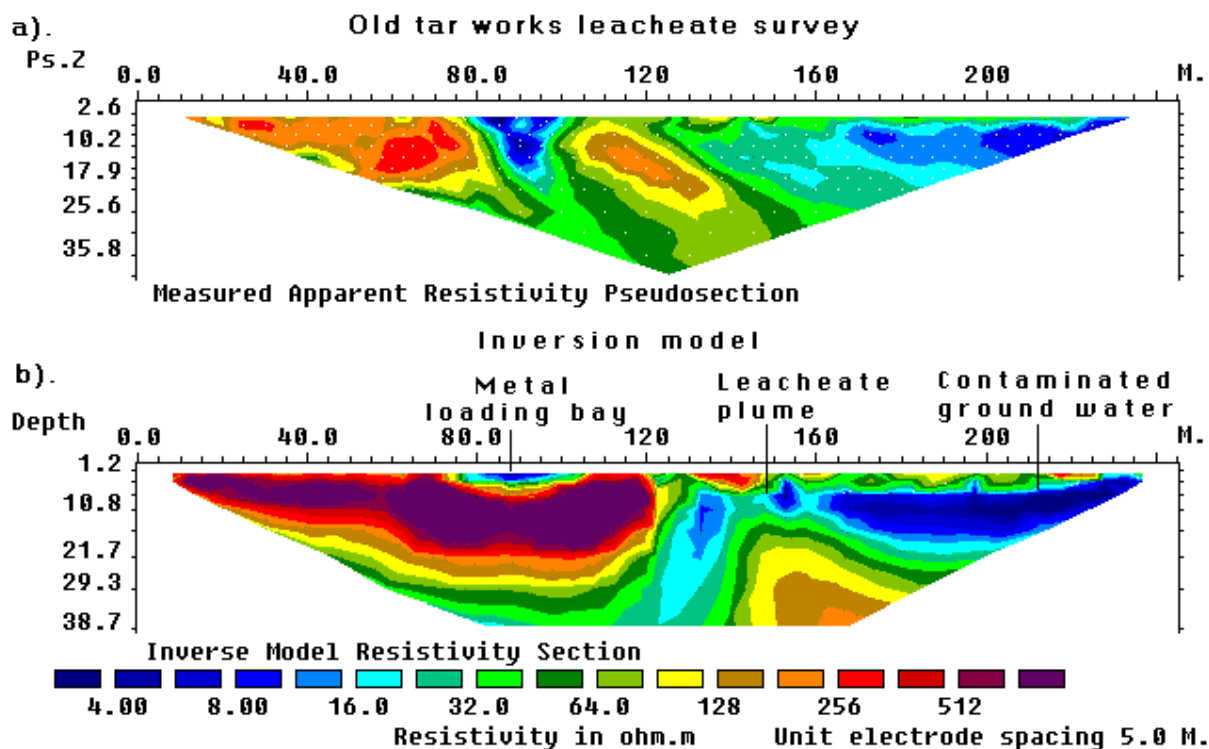 a). Old tar works leacheate survey
Ps.Z 0.0 40.0 80.0 120 160 200 M.
2.6
10.2
17.9
25.6
35.8
Measured Apparent Resistivity Pseudosection
Inversion model
b). Metal loading bay
Leacheate plume
Contaminated ground water
Depth 0.0 40.0 80.0 120 160 200 M.
1.2
10.8
21.7
29.3
38.7
Inverse Model Resistivity Section
4.00 8.00 16.0 32.0 64.0 128 256 512
Resistivity in ohm.m Unit electrode spacing 5.0 M.